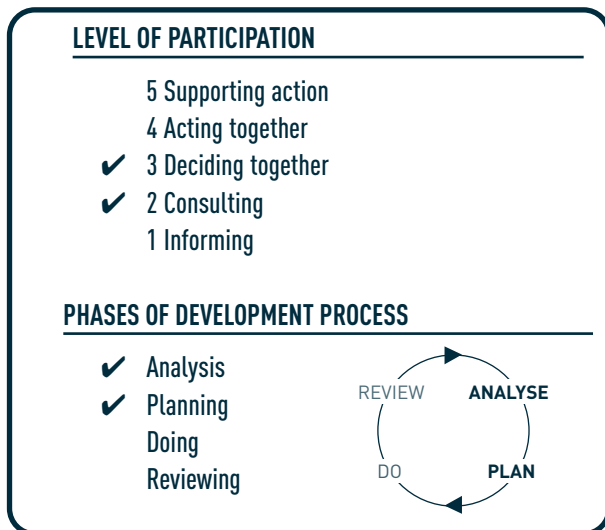 LEVEL OF PARTICIPATION
5 Supporting action
4 Acting together
✔ 3 Deciding together
✔ 2 Consulting
1 Informing
PHASES OF DEVELOPMENT PROCESS
✔ Analysis
✔ Planning
Doing
Reviewing
REVIEW ANALYSE
DO PLAN